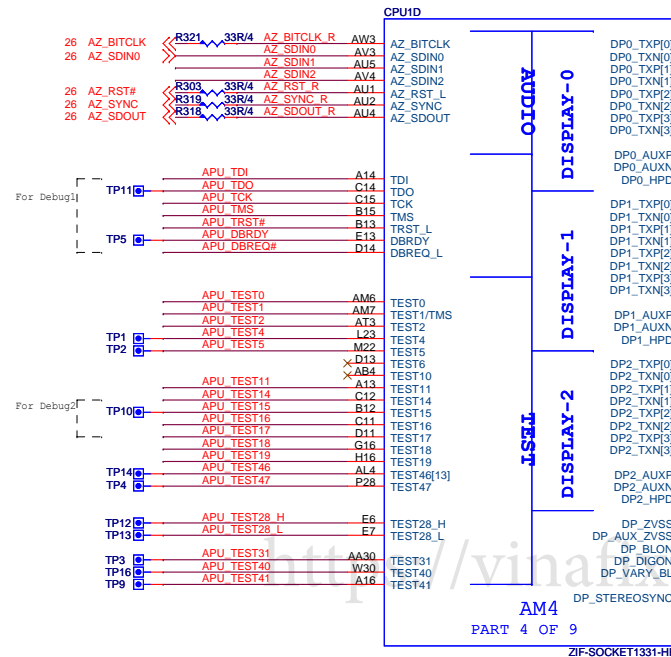 CPU1D
26 AZ_BITCLK R321 33R/4 AZ_BITCLK_R AW3 AZ_BITCLK DP0_TXP[0]
26 AZ_SDIN0 AZ_SDIN0 AV3 AZ_SDIN0 DP0_TXN[0]
AZ_SDIN1 AU5 AZ_SDIN1 DP0_TXP[1]
AZ_SDIN2 AV4 AZ_SDIN2 DP0_TXN[1]
26 AZ_RST# R303 33R/4 AZ_RST_R AU1 AZ_RST_L DP0_TXP[2]
26 AZ_SYNC R319 33R/4 AZ_SYNC_R AU2 AZ_SYNC DP0_TXN[2]
26 AZ_SDOUT R318 33R/4 AZ_SDOUT_R AU4 AZ_SDOUT DP0_TXP[3]
DP0_TXN[3]
AUDIO
DISPLAY-0
DP0_AUXP
DP0_AUXN
DP0_HPD
APU_TDI A14 TDI
For Debug1 TP11 APU_TDO C14 TDO
APU_TCK C15 TCK DP1_TXP[0]
APU_TMS B15 TMS DP1_TXN[0]
APU_TRST# B13 TRST_L DP1_TXP[1]
TP5 APU_DBRDY E13 DBRDY DP1_TXN[1]
APU_DBREQ# D14 DBREQ_L DP1_TXP[2]
DP1_TXN[2]
DP1_TXP[3]
DP1_TXN[3]
DISPLAY-1
APU_TEST0 AM6 TEST0
APU_TEST1 AM7 TEST1/TMS DP1_AUXP
APU_TEST2 AT3 TEST2 DP1_AUXN
TP1 APU_TEST4 L23 TEST4 DP1_HPD
TP2 APU_TEST5 M22 TEST5
D13 TEST6 DP2_TXP[0]
AB4 TEST10 DP2_TXN[0]
APU_TEST11 A13 TEST11 DP2_TXP[1]
APU_TEST14 C12 TEST14 DP2_TXN[1]
For Debug2 TP10 APU_TEST15 B12 TEST15 DP2_TXP[2]
APU_TEST16 C11 TEST16 DP2_TXN[2]
APU_TEST17 D11 TEST17 DP2_TXP[3]
APU_TEST18 G16 TEST18 DP2_TXN[3]
APU_TEST19 H16 TEST19
TEST
DISPLAY-2
TP14 APU_TEST46 AL4 TEST46[13] DP2_AUXP
TP4 APU_TEST47 P28 TEST47 DP2_AUXN
DP2_HPD
TP12 APU_TEST28_H E6 TEST28_H DP_ZVSS
TP13 APU_TEST28_L E7 TEST28_L DP_AUX_ZVSS
DP_BLON
TP3 APU_TEST31 AA30 TEST31 DP_DIGON
TP16 APU_TEST40 W30 TEST40 DP_VARY_BL
TP9 APU_TEST41 A16 TEST41
DP_STEREOSYNC
https://vinafix
AM4
PART 4 OF 9
ZIF-SOCKET1331-H